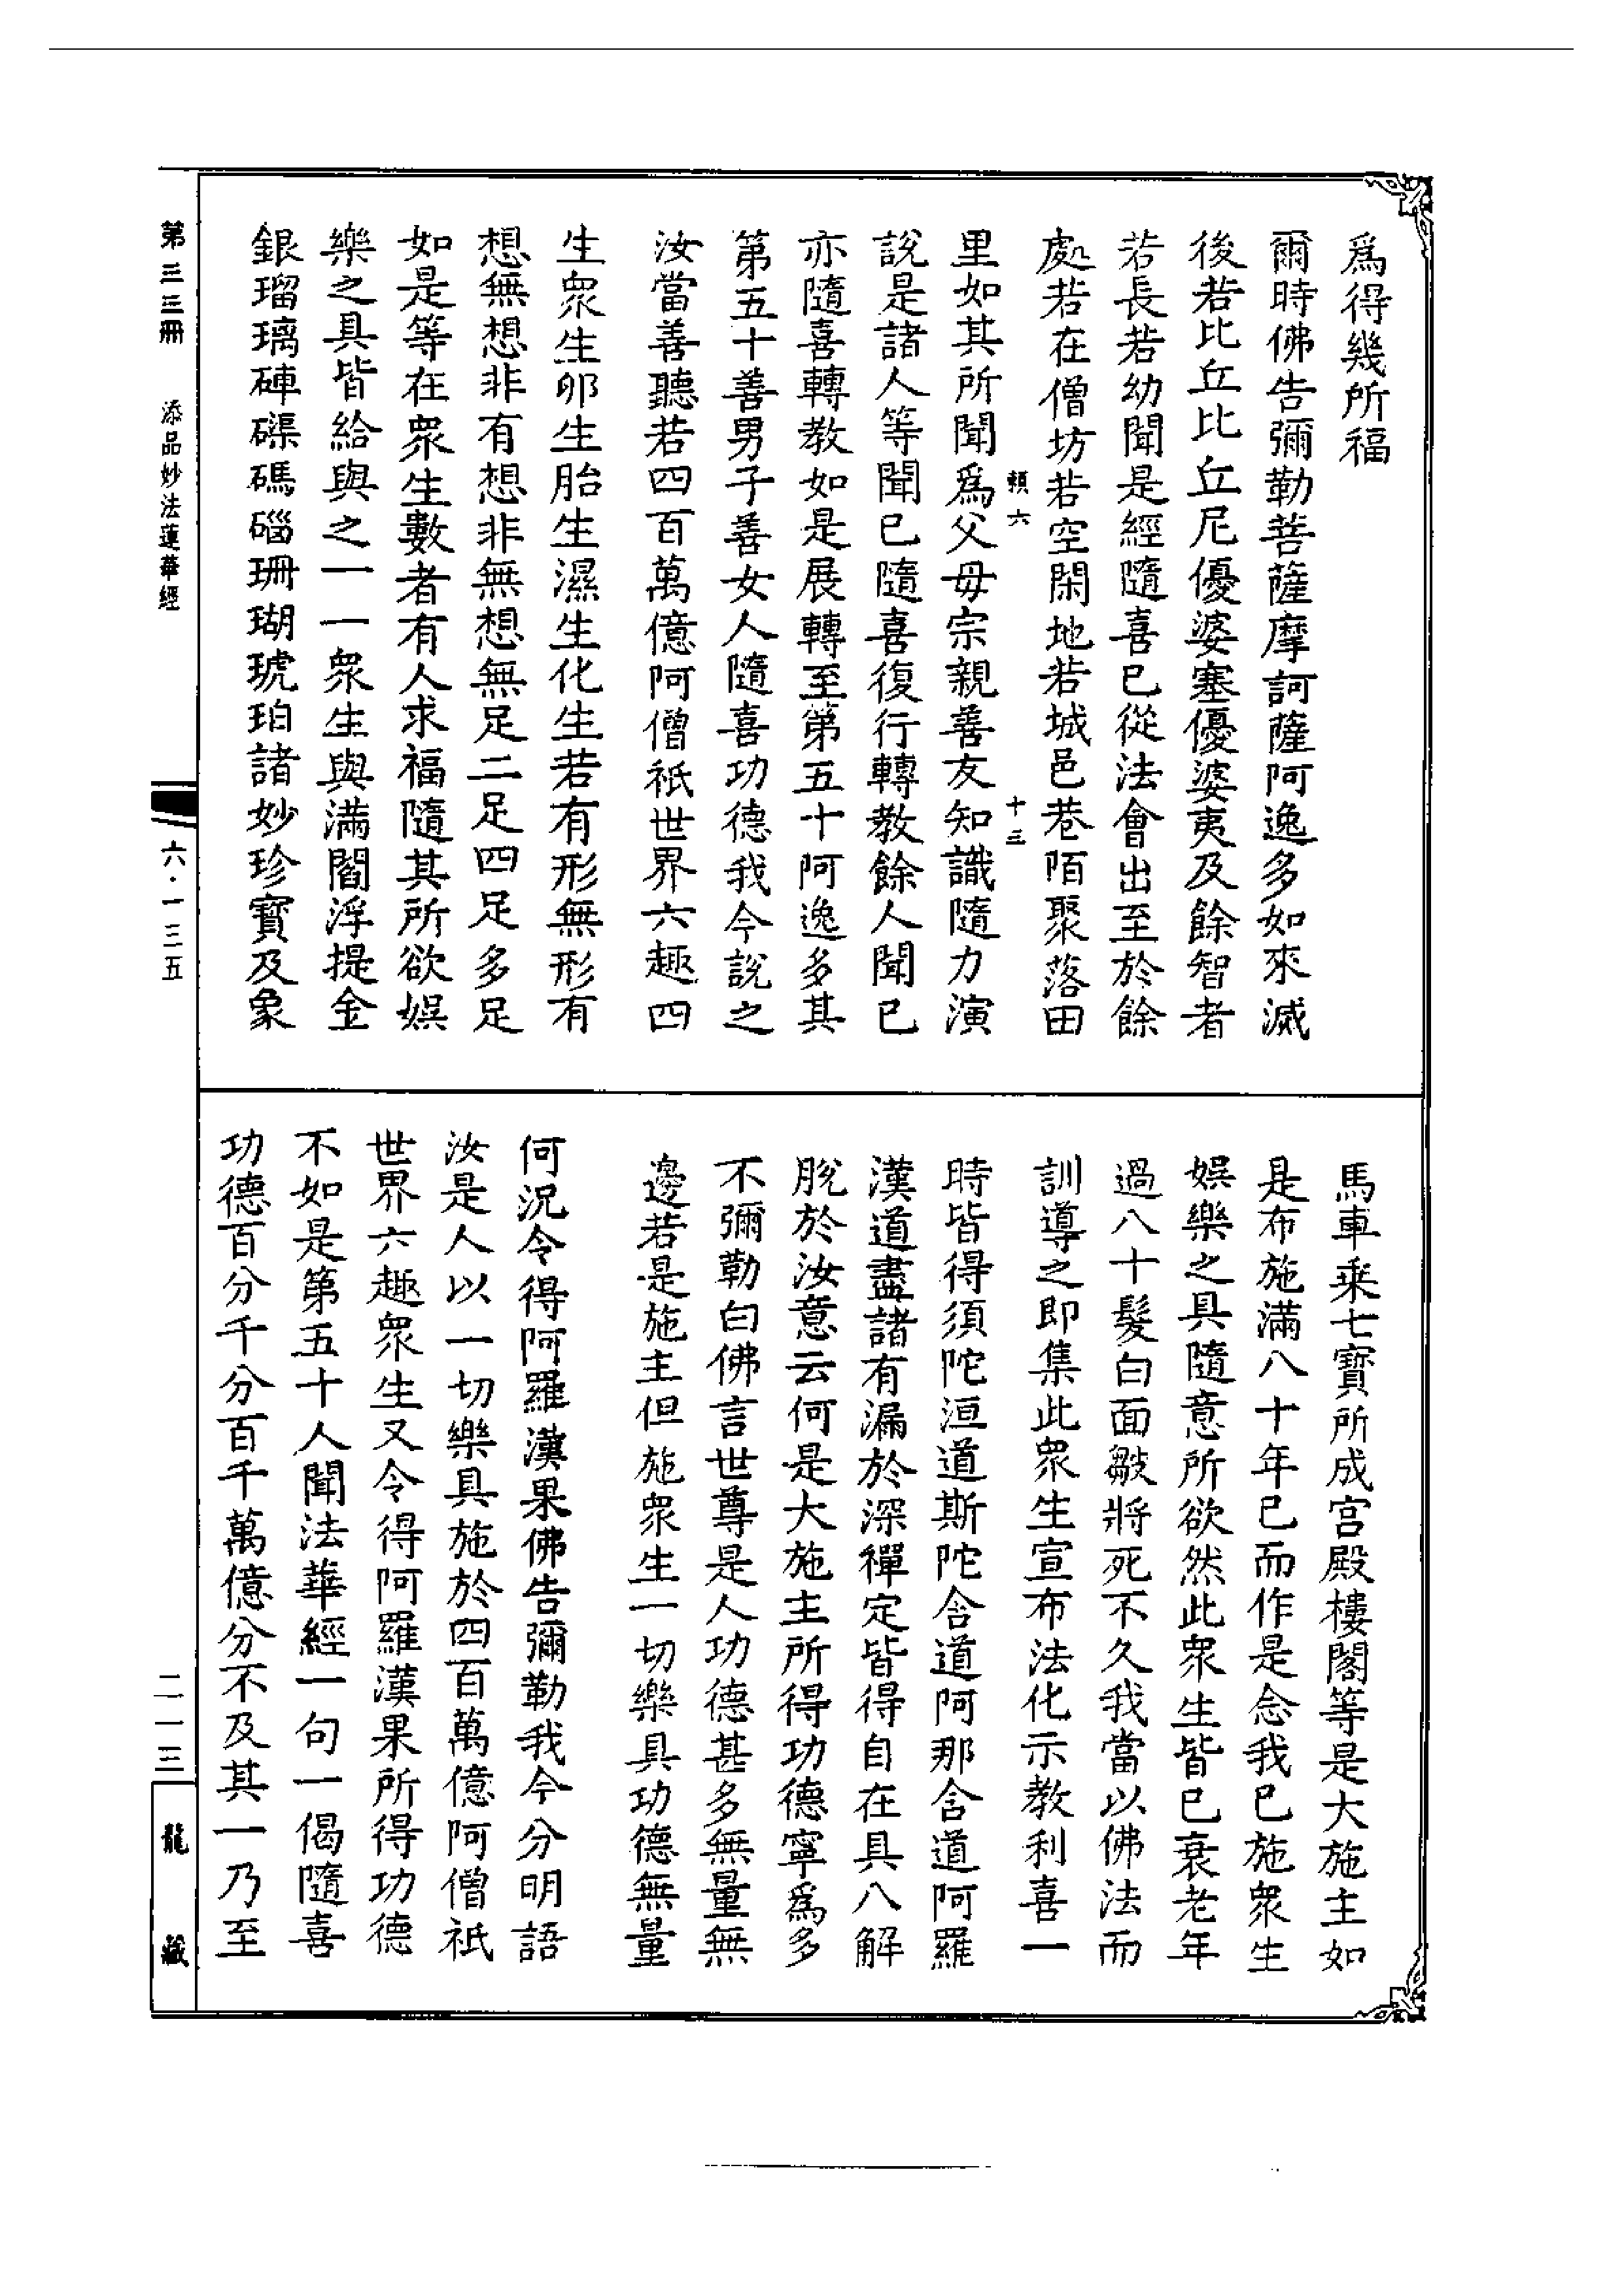 爲得幾所福
爾時佛告彌勒菩薩摩訶薩阿逸多如來滅
後若比丘比丘尼優婆塞優婆夷及餘智者
若長若幼聞是經隨喜已從法會出至於餘
處若在僧坊若空閑地若城邑巷陌聚落田
頼六 十三
里如其所聞爲父母宗親善友知識隨力演
說是諸人等聞已隨喜復行轉教餘人聞已
亦隨喜轉教如是展轉至第五十阿逸多其
第五十善男子善女人隨喜功德我今說之
汝當善聽若四百萬億阿僧祇世界六趣四
生眾生卵生胎生濕生化生若有形無形有
想無想非有想非無想無足二足四足多足
如是等在眾生數者有人求福隨其所欲娛
樂之具皆給與之一一眾生與滿閻浮提金
銀瑠璃硨磲碼碯珊瑚琥珀諸妙珍寶及象
馬車乘七寶所成宮殿樓閣等是大施主如
是布施滿八十年已而作是念我已施眾生
娛樂之具隨意所欲然此眾生皆已衰老年
過八十髮白面皺將死不久我當以佛法而
訓導之即集此眾生宣布法化示教利喜一
時皆得須陀洹道斯陀含道阿那含道阿羅
漢道盡諸有漏於深禪定皆得自在具八解
脫於汝意云何是大施主所得功德寧爲多
不彌勒白佛言世尊是人功德甚多無量無
邊若是施主但施眾生一切樂具功德無量
何況令得阿羅漢果佛告彌勒我今分明語
汝是人以一切樂具施於四百萬億阿僧祇
世界六趣眾生又令得阿羅漢果所得功德
不如是第五十人聞法華經一句一偈隨喜
功德百分千分百千萬億分不及其一乃至
第三三冊 添品妙法蓮華經 六·一三五 二一三 龍藏